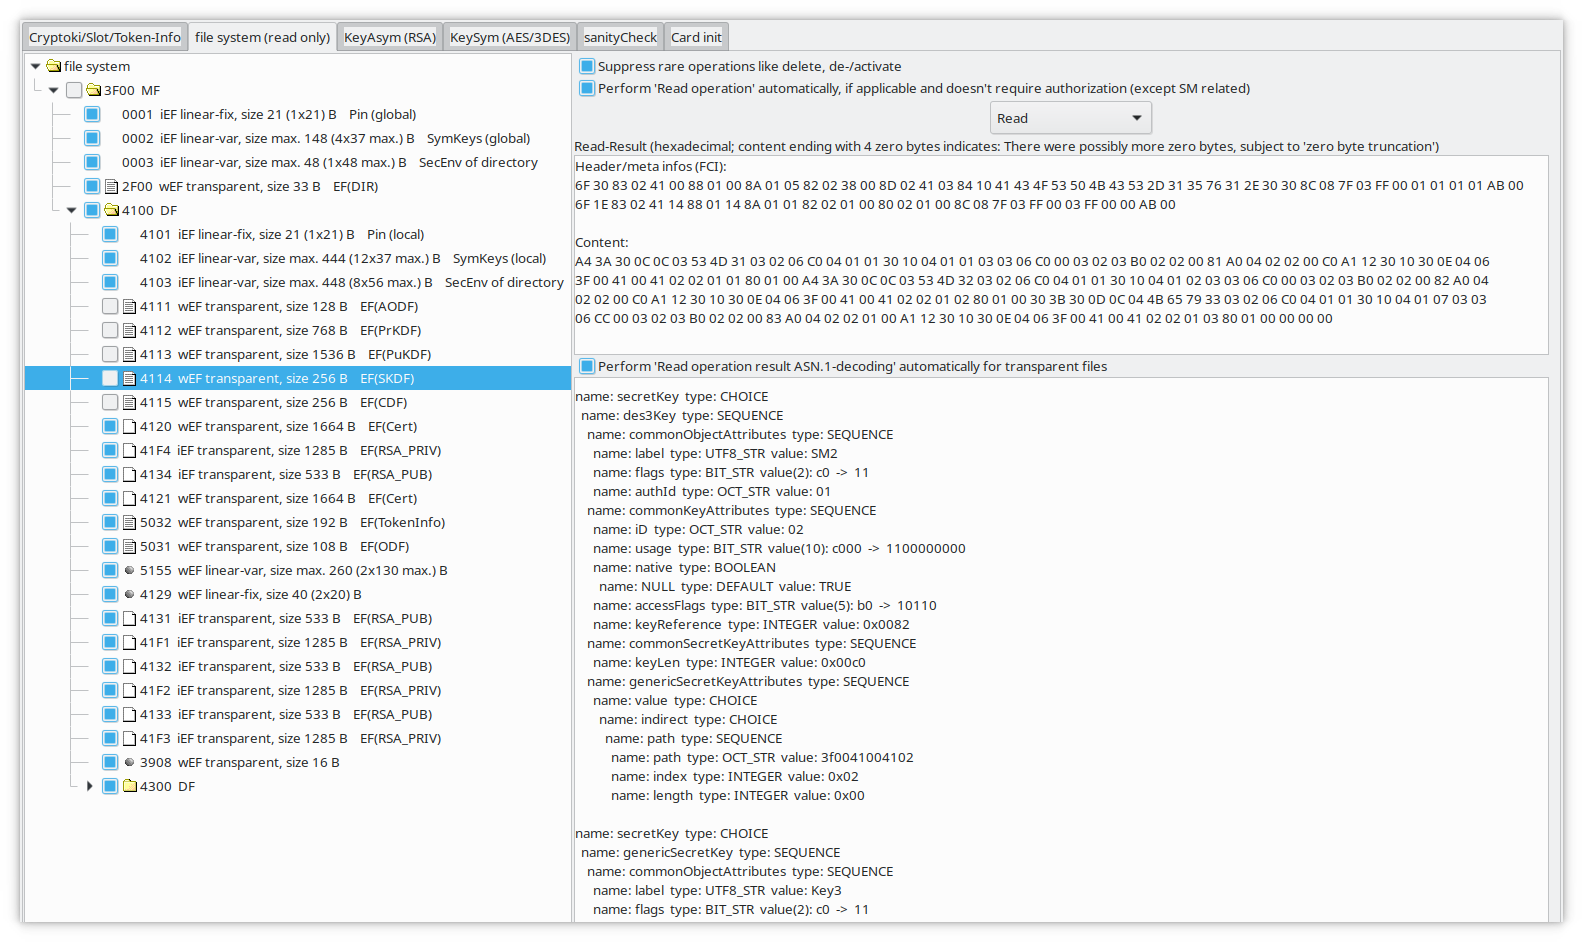 Cryptoki/Slot/Token-Info
file system (read only)
KeyAsym (RSA)
KeySym (AES/3DES)
sanityCheck
Card init
file system
3F00 MF
0001 iEF linear-fix, size 21 (1x21) B Pin (global)
0002 iEF linear-var, size max. 148 (4x37 max.) B SymKeys (global)
0003 iEF linear-var, size max. 48 (1x48 max.) B SecEnv of directory
2F00 wEF transparent, size 33 B EF(DIR)
4100 DF
4101 iEF linear-fix, size 21 (1x21) B Pin (local)
4102 iEF linear-var, size max. 444 (12x37 max.) B SymKeys (local)
4103 iEF linear-var, size max. 448 (8x56 max.) B SecEnv of directory
4111 wEF transparent, size 128 B EF(AODF)
4112 wEF transparent, size 768 B EF(PrKDF)
4113 wEF transparent, size 1536 B EF(PuKDF)
4114 wEF transparent, size 256 B EF(SKDF)
4115 wEF transparent, size 256 B EF(CDF)
4120 wEF transparent, size 1664 B EF(Cert)
41F4 iEF transparent, size 1285 B EF(RSA_PRIV)
4134 iEF transparent, size 533 B EF(RSA_PUB)
4121 wEF transparent, size 1664 B EF(Cert)
5032 wEF transparent, size 192 B EF(TokenInfo)
5031 wEF transparent, size 108 B EF(ODF)
5155 wEF linear-var, size max. 260 (2x130 max.) B
4129 wEF linear-fix, size 40 (2x20) B
4131 iEF transparent, size 533 B EF(RSA_PUB)
41F1 iEF transparent, size 1285 B EF(RSA_PRIV)
4132 iEF transparent, size 533 B EF(RSA_PUB)
41F2 iEF transparent, size 1285 B EF(RSA_PRIV)
4133 iEF transparent, size 533 B EF(RSA_PUB)
41F3 iEF transparent, size 1285 B EF(RSA_PRIV)
3908 wEF transparent, size 16 B
4300 DF
Suppress rare operations like delete, de-/activate
Perform 'Read operation' automatically, if applicable and doesn't require authorization (except SM related)
Read
Read-Result (hexadecimal; content ending with 4 zero bytes indicates: There were possibly more zero bytes, subject to 'zero byte truncation')
Header/meta infos (FCI):
6F 30 83 02 41 00 88 01 00 8A 01 05 82 02 38 00 8D 02 41 03 84 10 41 43 4F 53 50 4B 43 53 2D 31 35 76 31 2E 30 30 8C 08 7F 03 FF 00 01 01 01 01 AB 00
6F 1E 83 02 41 14 88 01 14 8A 01 01 82 02 01 00 80 02 01 00 8C 08 7F 03 FF 00 03 FF 00 00 AB 00
Content:
A4 3A 30 0C 0C 03 53 4D 31 03 02 06 C0 04 01 01 30 10 04 01 01 03 03 06 C0 00 03 02 03 B0 02 02 00 81 A0 04 02 02 00 C0 A1 12 30 10 30 0E 04 06
3F 00 41 00 41 02 02 01 01 80 01 00 A4 3A 30 0C 0C 03 53 4D 32 03 02 06 C0 04 01 01 30 10 04 01 02 03 03 06 C0 00 03 02 03 B0 02 02 00 82 A0 04
02 02 00 C0 A1 12 30 10 30 0E 04 06 3F 00 41 00 41 02 02 01 02 80 01 00 30 3B 30 0D 0C 04 4B 65 79 33 03 02 06 C0 04 01 01 30 10 04 01 07 03 03
06 CC 00 03 02 03 B0 02 02 00 83 A0 04 02 02 01 00 A1 12 30 10 30 0E 04 06 3F 00 41 00 41 02 02 01 03 80 01 00 00 00 00
Perform 'Read operation result ASN.1-decoding' automatically for transparent files
name: secretKey type: CHOICE
name: des3Key type: SEQUENCE
name: commonObjectAttributes type: SEQUENCE
name: label type: UTF8_STR value: SM2
name: flags type: BIT_STR value(2): c0 -> 11
name: authId type: OCT_STR value: 01
name: commonKeyAttributes type: SEQUENCE
name: iD type: OCT_STR value: 02
name: usage type: BIT_STR value(10): c000 -> 1100000000
name: native type: BOOLEAN
name: NULL type: DEFAULT value: TRUE
name: accessFlags type: BIT_STR value(5): b0 -> 10110
name: keyReference type: INTEGER value: 0x0082
name: commonSecretKeyAttributes type: SEQUENCE
name: keyLen type: INTEGER value: 0x00c0
name: genericSecretKeyAttributes type: SEQUENCE
name: value type: CHOICE
name: indirect type: CHOICE
name: path type: SEQUENCE
name: path type: OCT_STR value: 3f0041004102
name: index type: INTEGER value: 0x02
name: length type: INTEGER value: 0x00
name: secretKey type: CHOICE
name: genericSecretKey type: SEQUENCE
name: commonObjectAttributes type: SEQUENCE
name: label type: UTF8_STR value: Key3
name: flags type: BIT_STR value(2): c0 -> 11